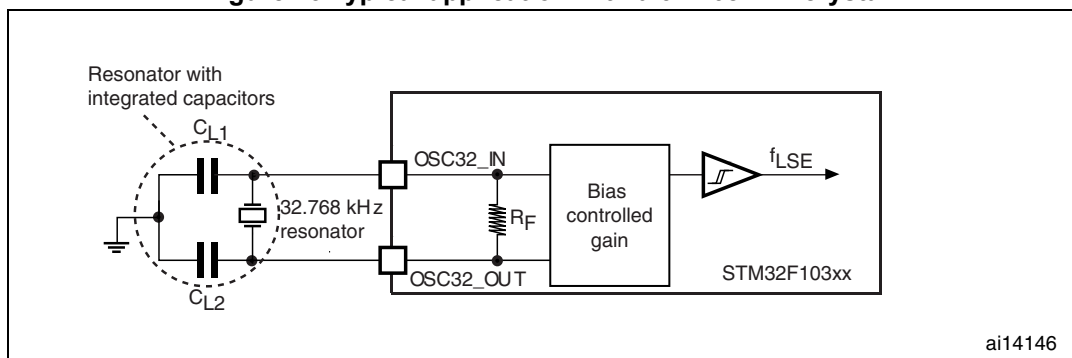 Resonator with
integrated capacitors
CL1
OSC32_IN
fLSE
32.768 kHz
resonator
RF
Bias
controlled
gain
OSC32_OUT
STM32F103xx
CL2
ai14146